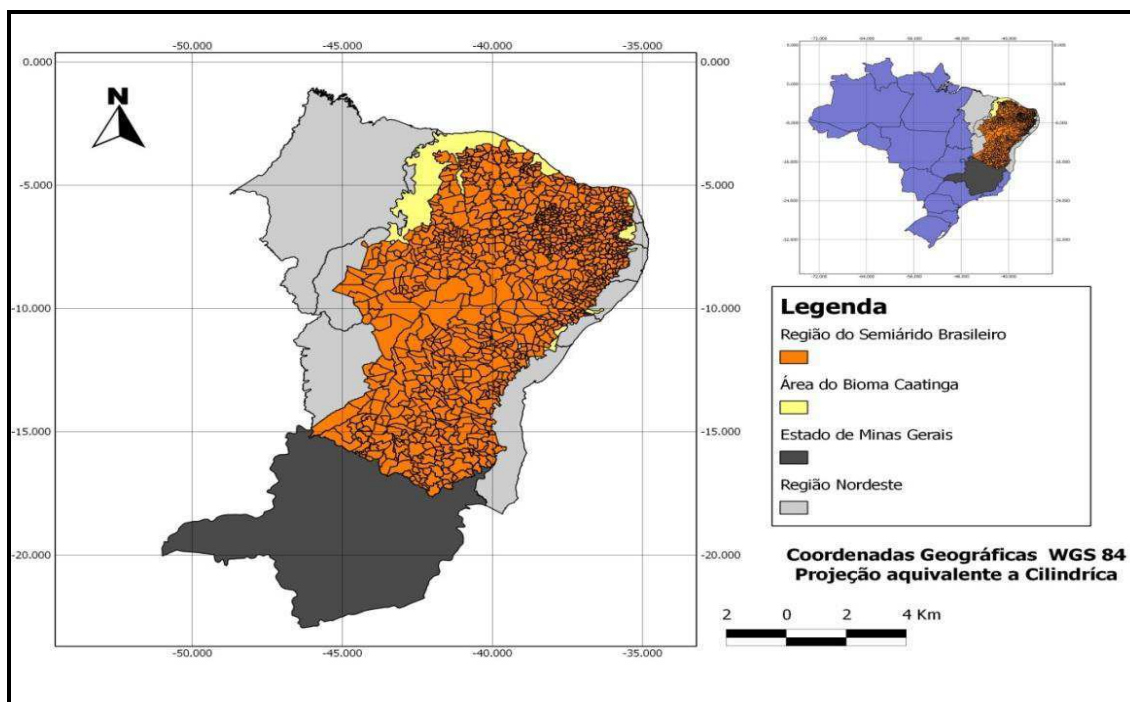 -50.000 -45.000 -40.000 -35.000
0.000 0.000
N
-5.000 -5.000
-10.000 -10.000
-15.000 -15.000
-20.000 -20.000
-50.000 -45.000 -40.000 -35.000
Legenda
Região do Semiárido Brasileiro
Área do Bioma Caatinga
Estado de Minas Gerais
Região Nordeste
Coordenadas Geográficas WGS 84
Projeção aquivalente a Cilindríca
2 0 2 4 Km